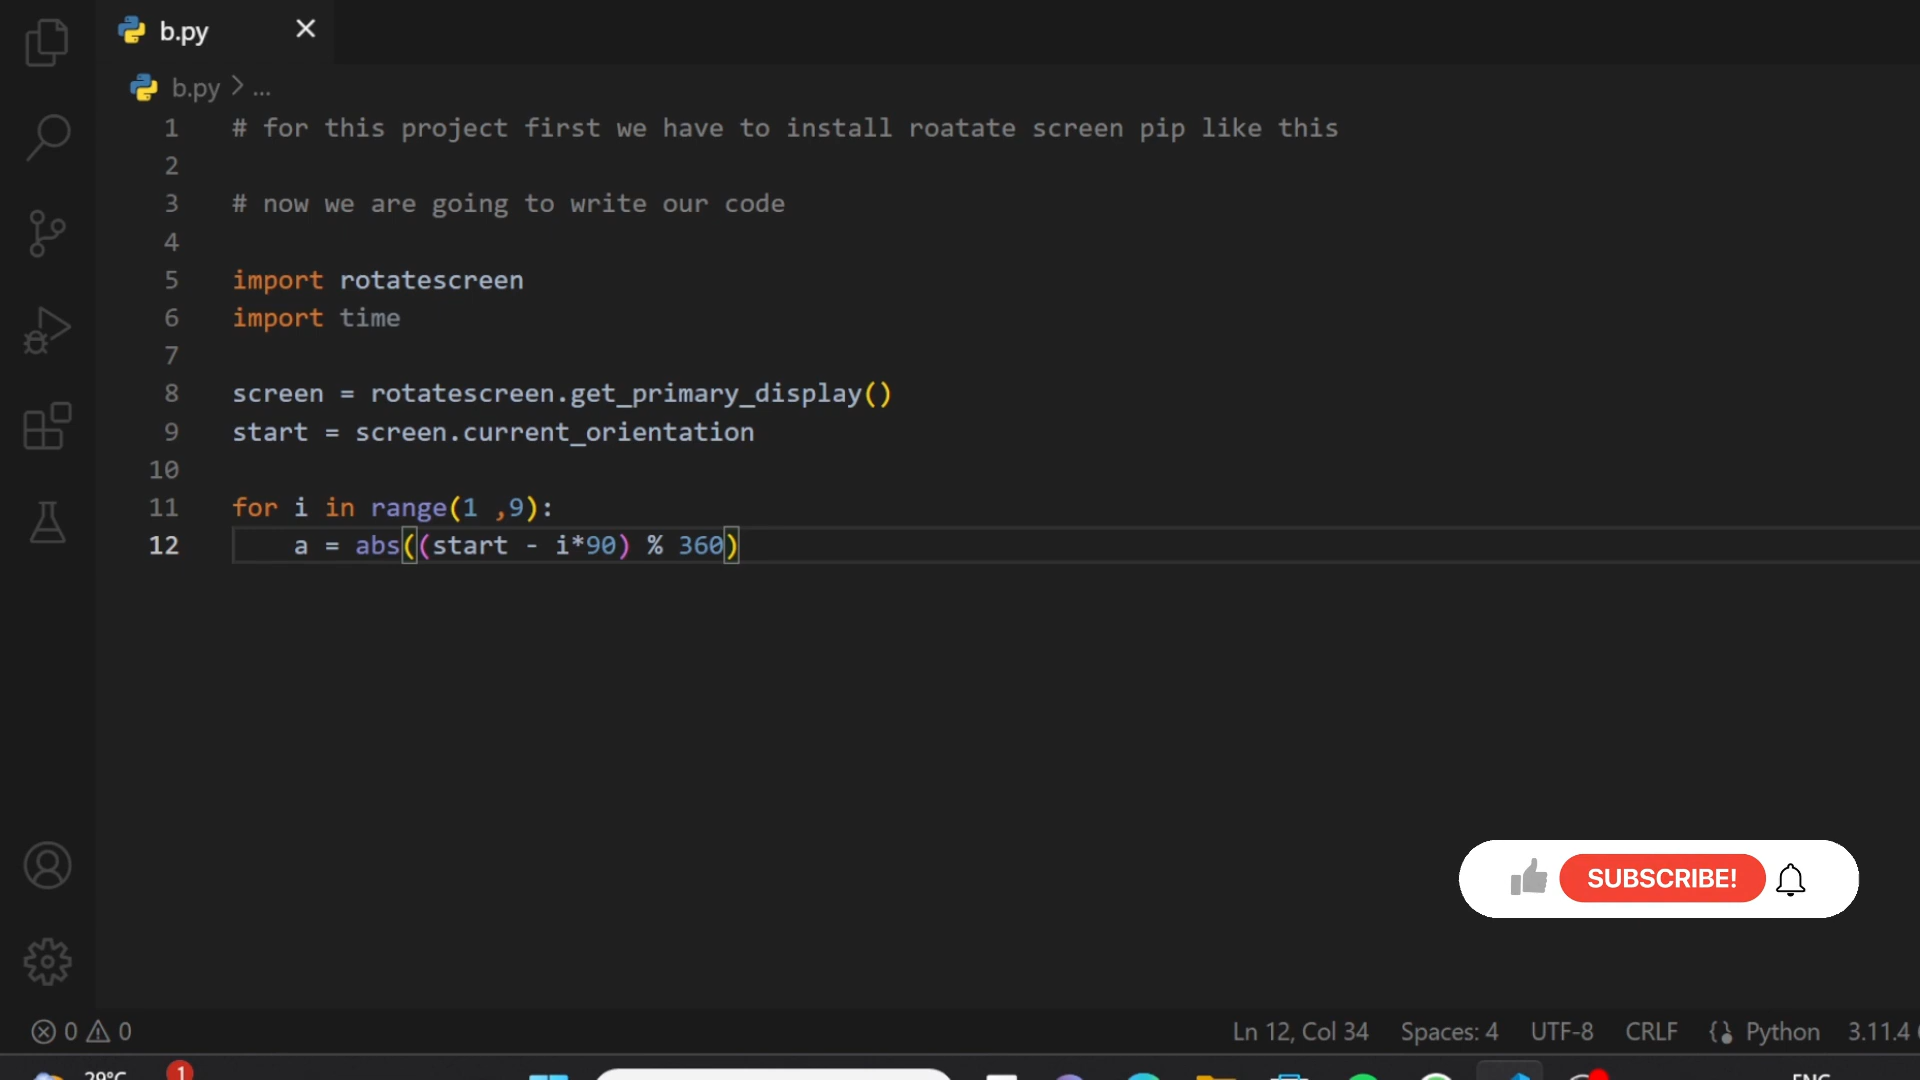 b.py
b.py > ...
1 # for this project first we have to install roatate screen pip like this
2
3 # now we are going to write our code
4
5 import rotatescreen
6 import time
7
8 screen = rotatescreen.get_primary_display()
9 start = screen.current_orientation
10
11 for i in range(1 ,9):
12 a = abs((start - i*90) % 360)
SUBSCRIBE!
0 0 Ln 12, Col 34 Spaces: 4 UTF-8 CRLF {} Python 3.11.4
29°C 1 ENG